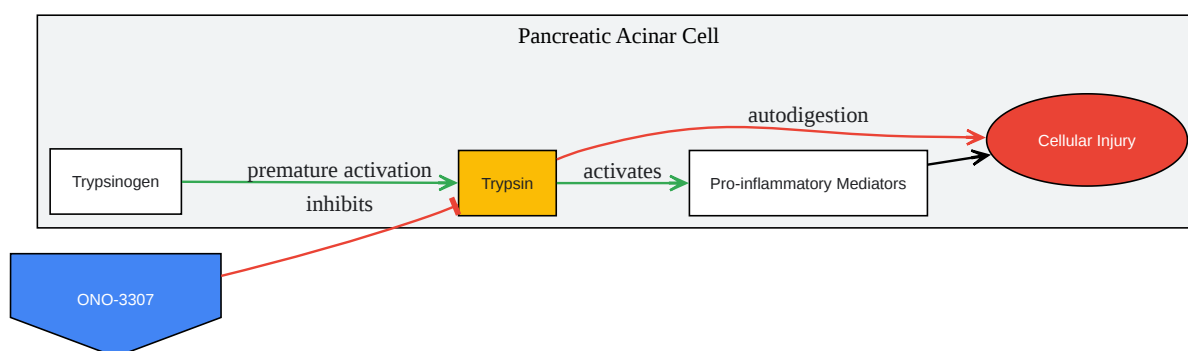 Pancreatic Acinar Cell
autodigestion
Cellular Injury
Trypsinogen
premature activation
Trypsin
activates
Pro-inflammatory Mediators
inhibits
ONO-3307